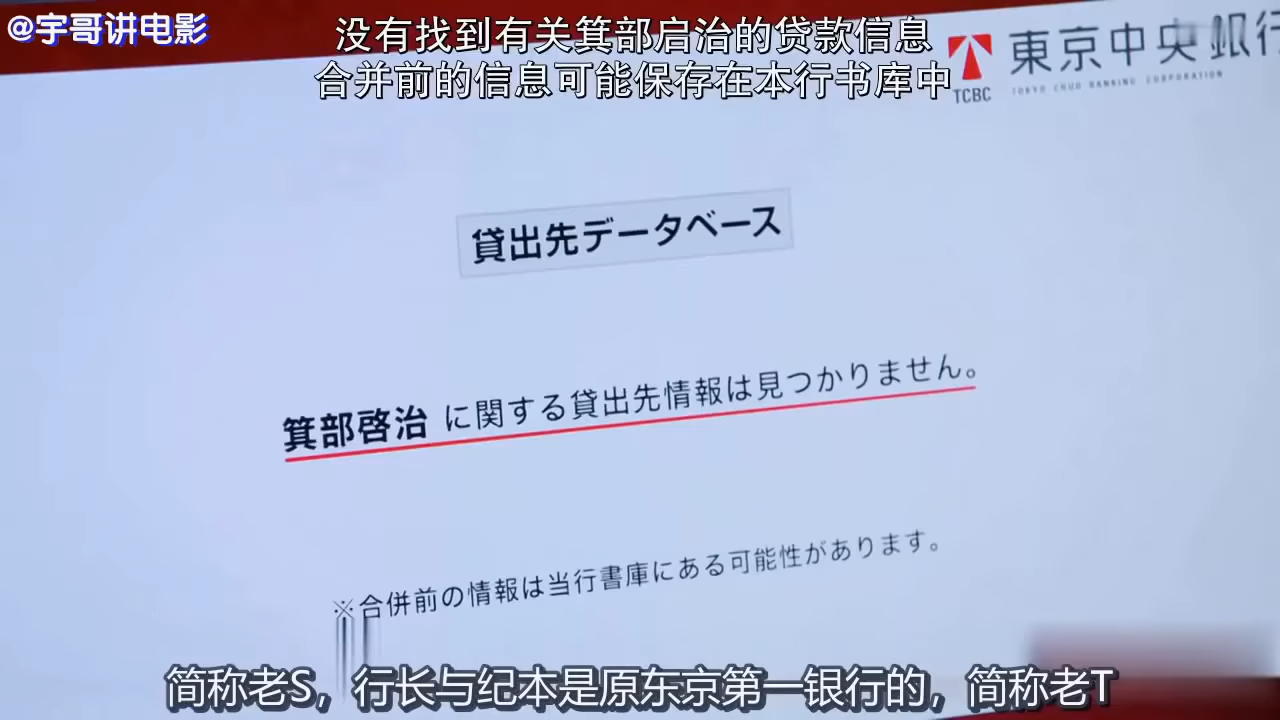 @宇哥讲电影
没有找到有关箕部启治的贷款信息
合并前的信息可能保存在本行书库中
東京中央銀行
TCBC
TOKYO CHUO BANKING CORPORATION
貸出先データベース
箕部啓治 に関する貸出先情報は見つかりません。
※合併前の情報は当行書庫にある可能性があります。
简称老S，行长与纪本是原东京第一银行的，简称老T